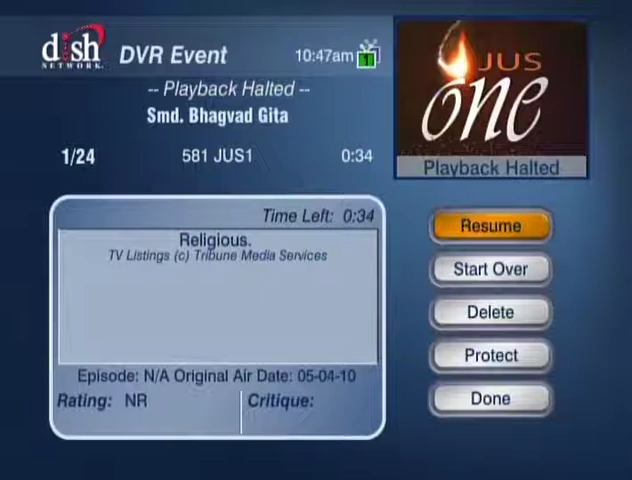 dish
NETWORK
DVR Event
10:47am
1
-- Playback Halted --
Smd. Bhagvad Gita
1/24 581 JUS1 0:34
JUS
one
Playback Halted
Time Left: 0:34
Religious.
TV Listings (c) Tribune Media Services
Episode: N/A Original Air Date: 05-04-10
Rating: NR Critique:
Resume
Start Over
Delete
Protect
Done